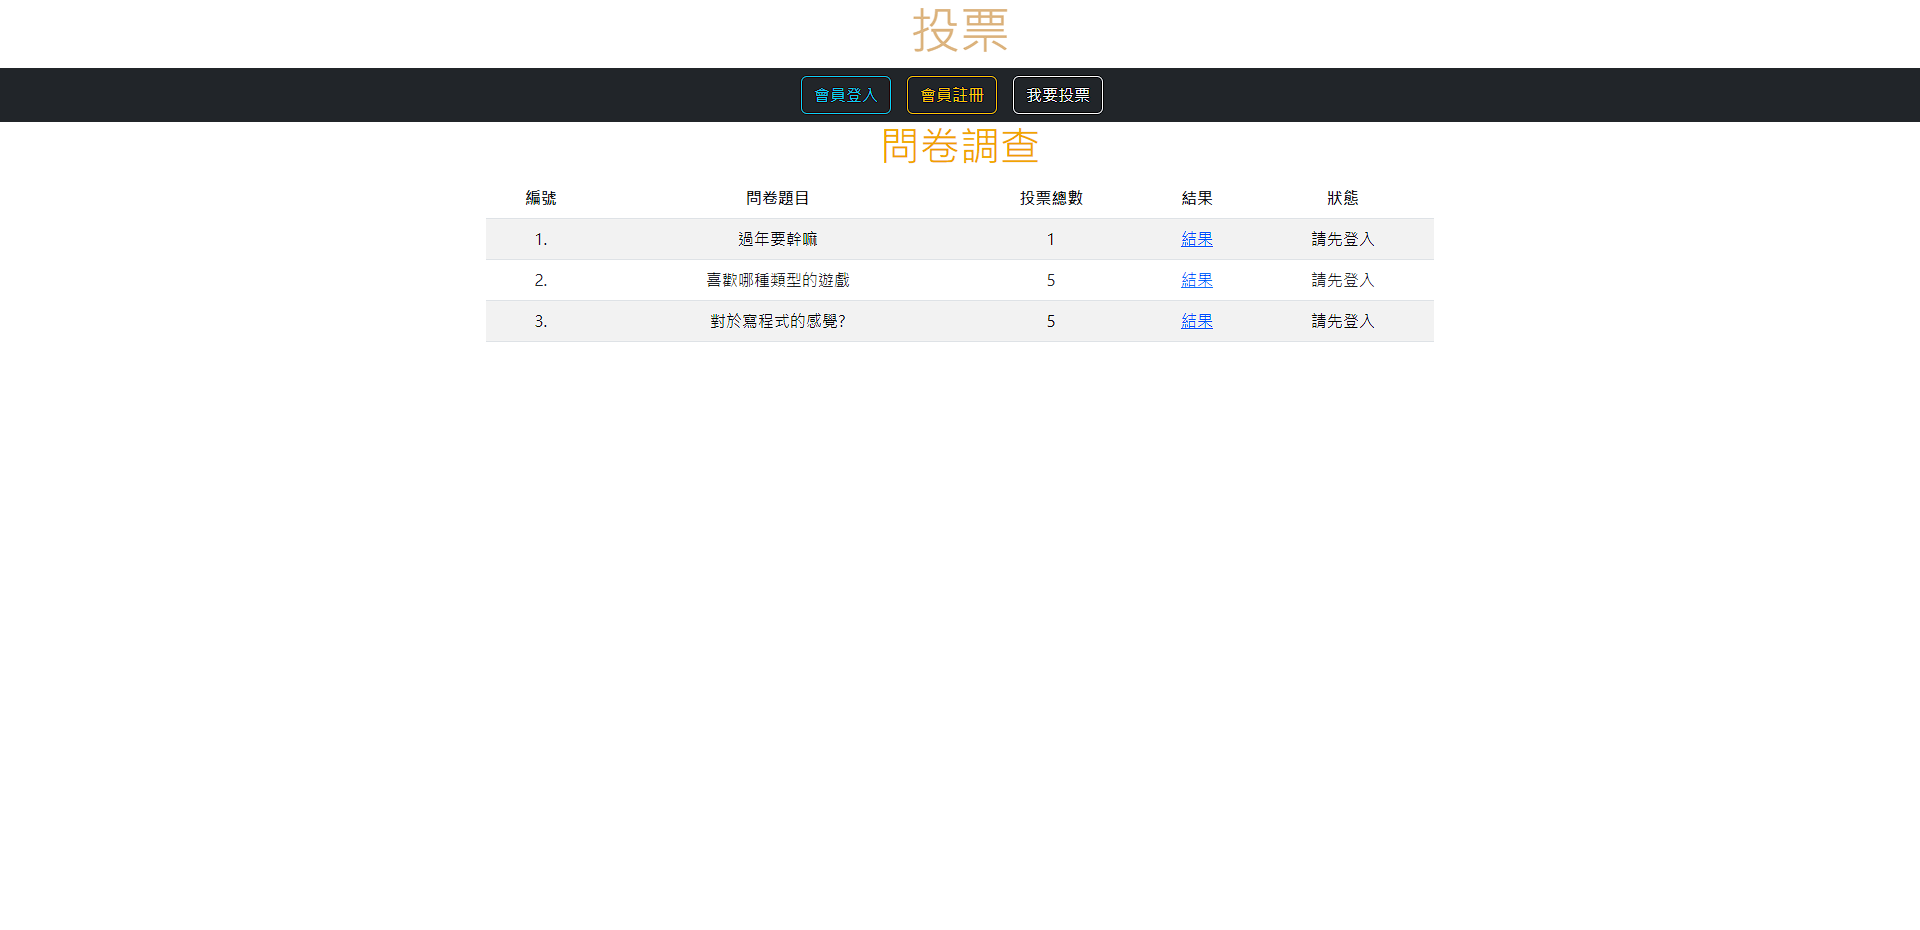 投票
會員登入 會員註冊 我要投票
問卷調查
編號 問卷題目 投票總數 結果 狀態
1. 過年要幹嘛 1 結果 請先登入
2. 喜歡哪種類型的遊戲 5 結果 請先登入
3. 對於寫程式的感覺? 5 結果 請先登入